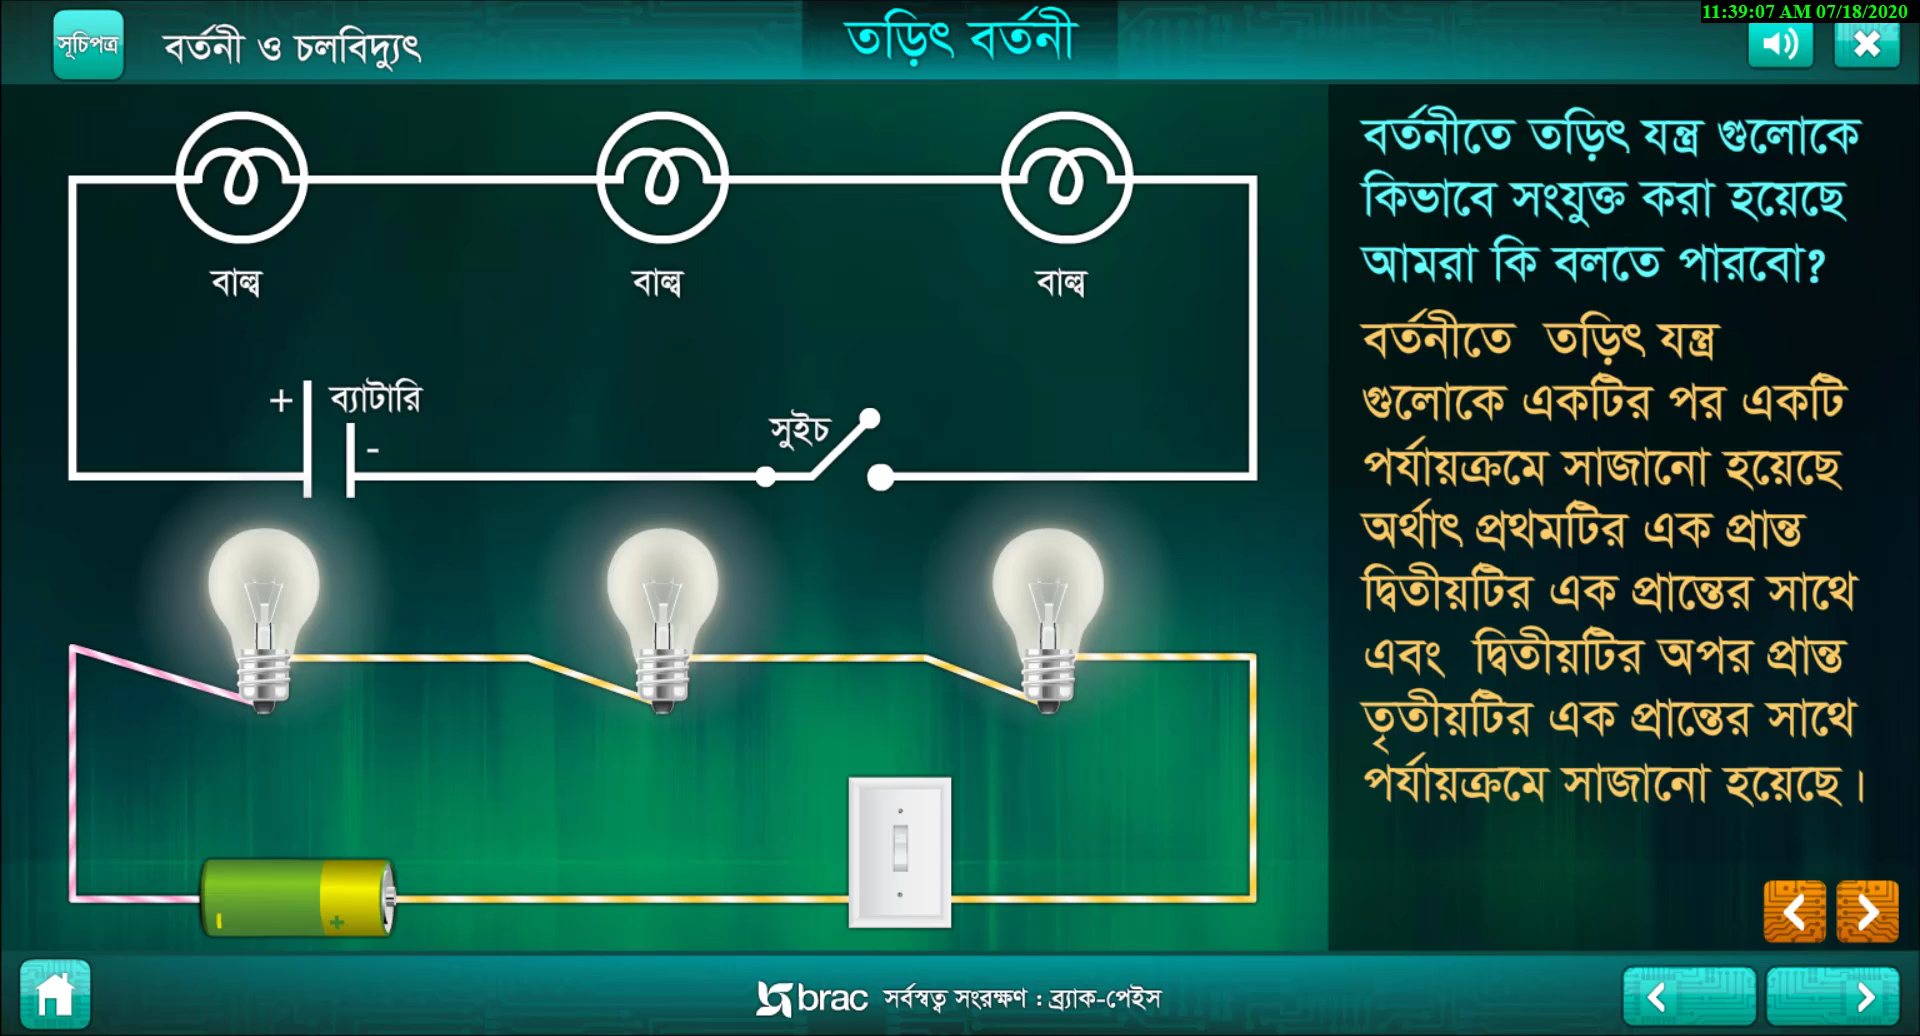 11:39:07 AM 07/18/2020
সূচিপত্র
বর্তনী ও চলবিদ্যুৎ
তড়িৎ বর্তনী
বাল্ব
বাল্ব
বাল্ব
+
ব্যাটারি
-
সুইচ
বর্তনীতে তড়িৎ যন্ত্র গুলোকে
কিভাবে সংযুক্ত করা হয়েছে
আমরা কি বলতে পারবো?
বর্তনীতে তড়িৎ যন্ত্র
গুলোকে একটির পর একটি
পর্যায়ক্রমে সাজানো হয়েছে
অর্থাৎ প্রথমটির এক প্রান্ত
দ্বিতীয়টির এক প্রান্তের সাথে
এবং দ্বিতীয়টির অপর প্রান্ত
তৃতীয়টির এক প্রান্তের সাথে
পর্যায়ক্রমে সাজানো হয়েছে।
- +
brac সর্বস্বত্ব সংরক্ষণ : ব্র্যাক-পেইস